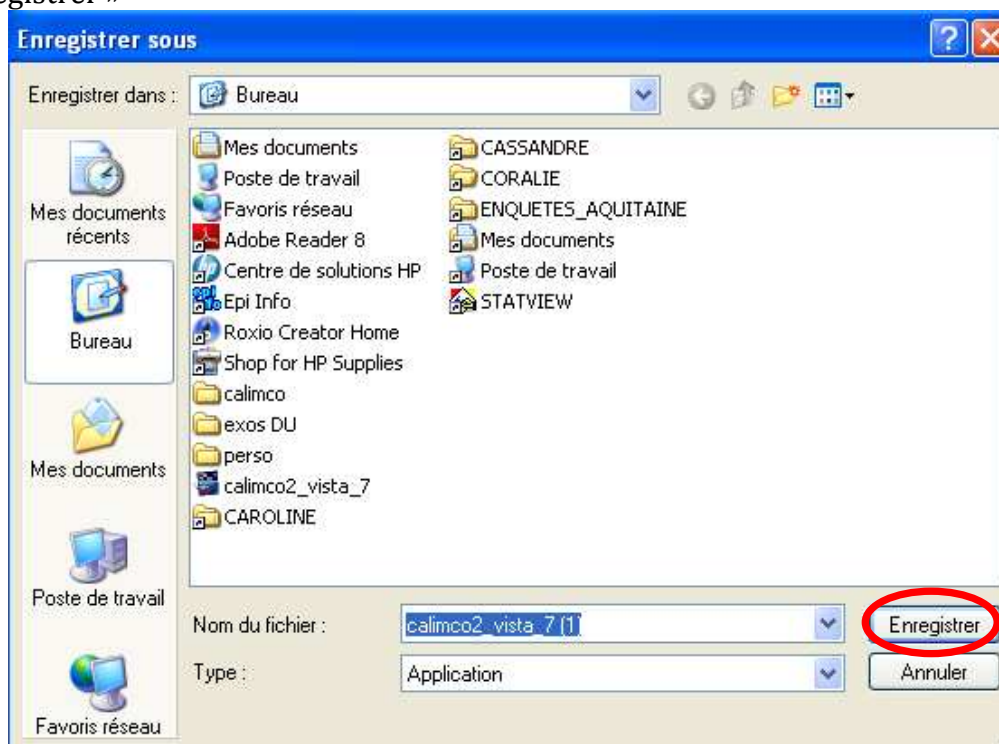 egistrer »
Enregistrer sous
Enregistrer dans :
Bureau
Mes documents récents
Bureau
Mes documents
Poste de travail
Favoris réseau
Mes documents
Poste de travail
Favoris réseau
Adobe Reader 8
Centre de solutions HP
Epi Info
Roxio Creator Home
Shop for HP Supplies
calimco
exos DU
perso
calimco2_vista_7
CAROLINE
CASSANDRE
CORALIE
ENQUETES_AQUITAINE
Mes documents
Poste de travail
STATVIEW
Nom du fichier :
calimco2_vista_7 (1)
Enregistrer
Type :
Application
Annuler